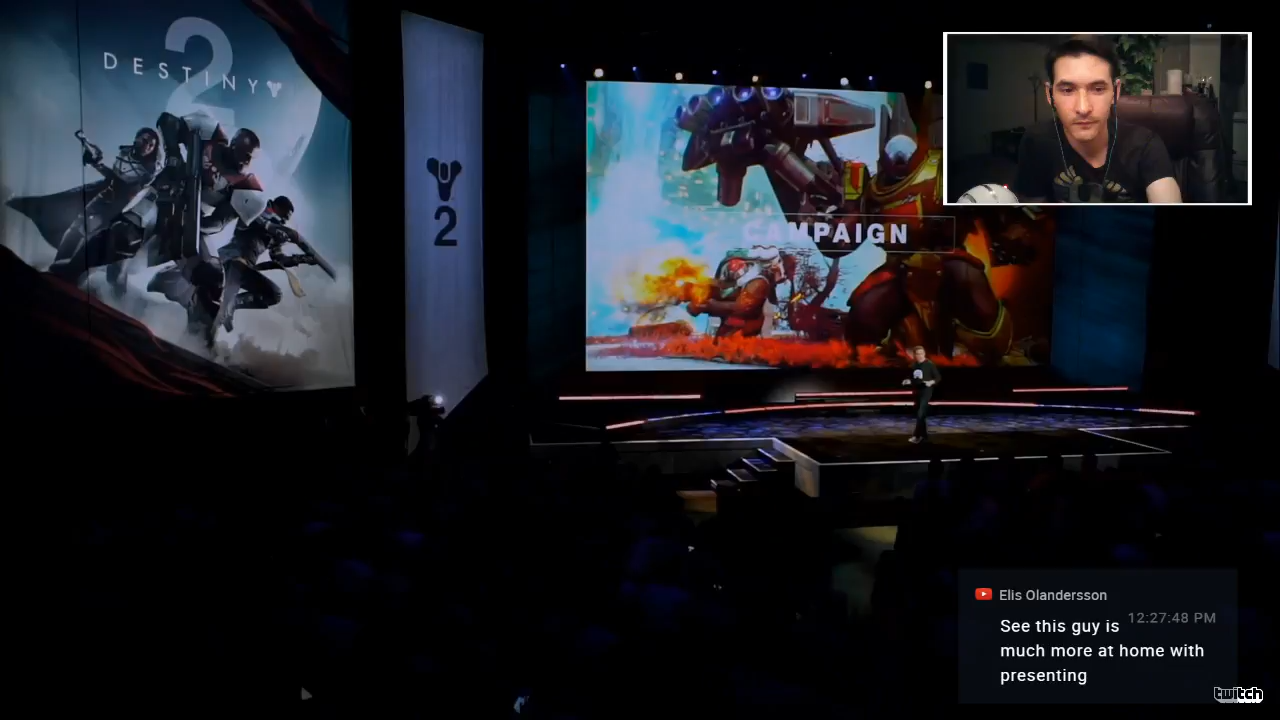 2
DESTINY
2
CAMPAIGN
Elis Olandersson
12:27:48 PM
See this guy is
much more at home with
presenting
twitch